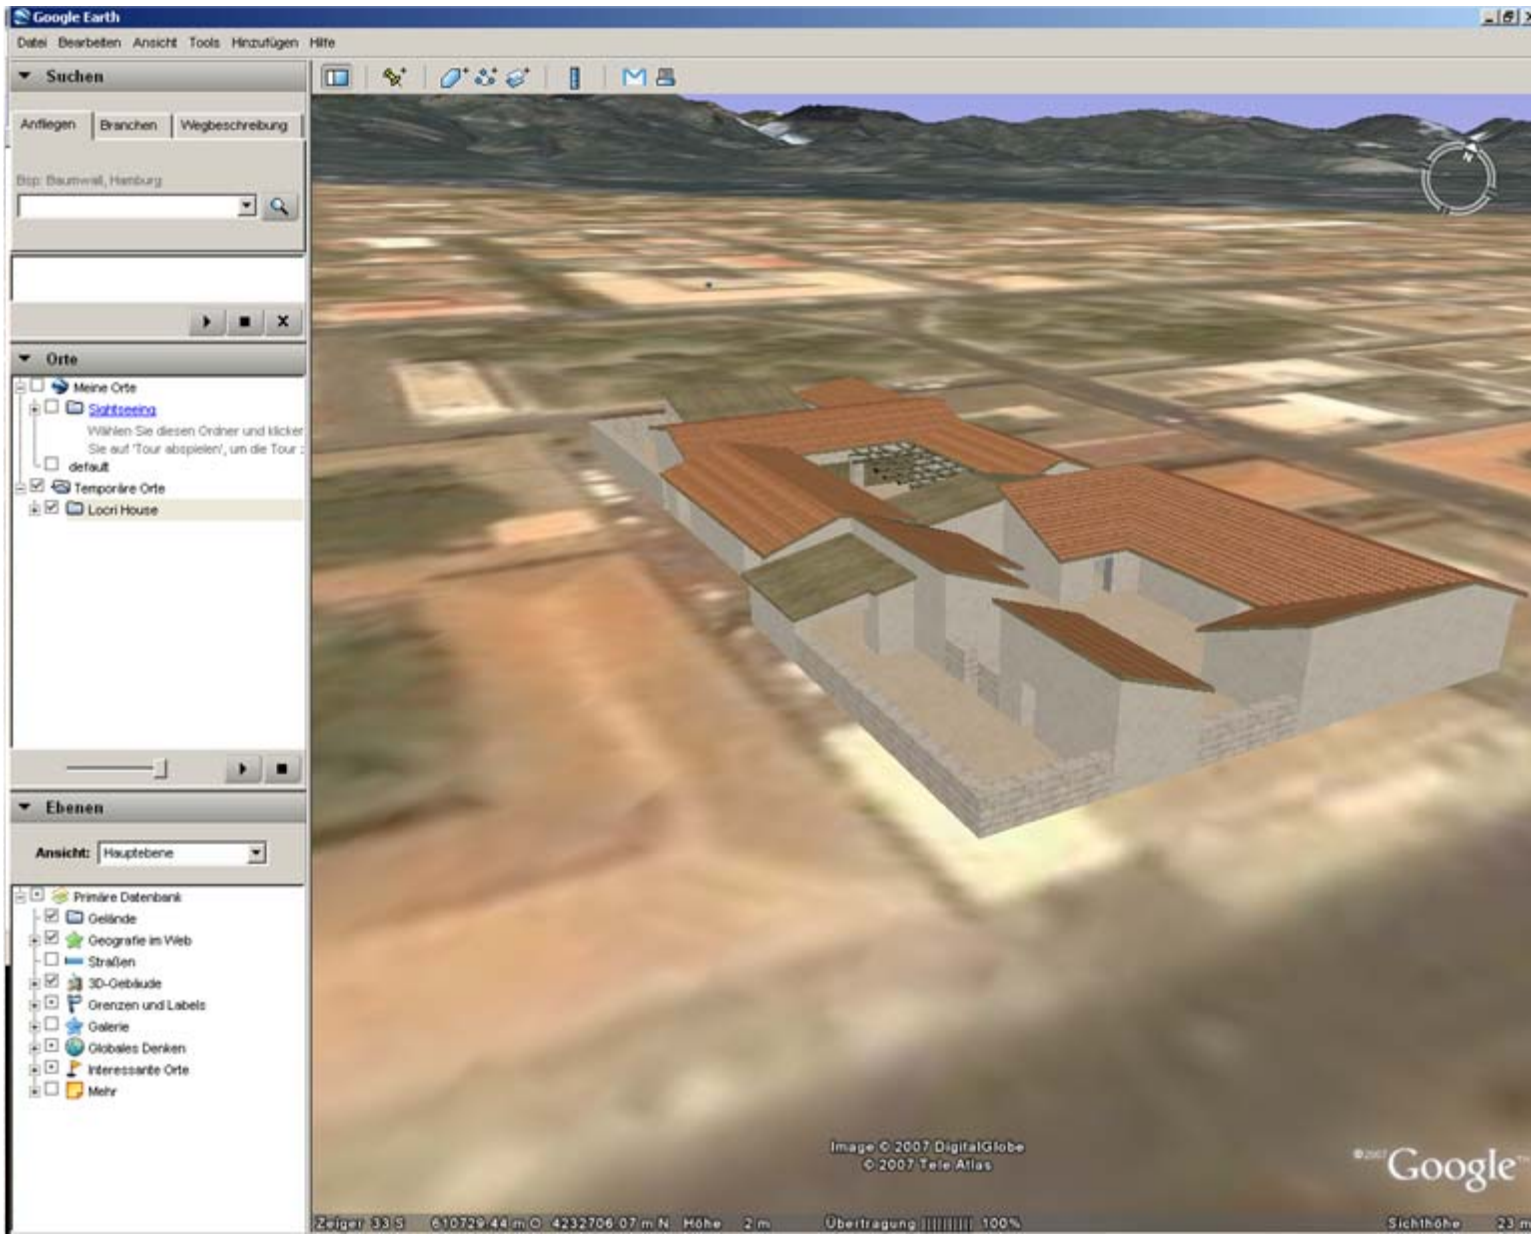 Google Earth
Datei Bearbeiten Ansicht Tools Hinzufügen Hilfe
Suchen
Anfliegen Branchen Wegbeschreibung
Bsp: Baumwall, Hamburg
Orte
Meine Orte
Sightseeing
Wählen Sie diesen Ordner und klicken
Sie auf 'Tour abspielen', um die Tour
default
Temporäre Orte
Locri House
Ebenen
Ansicht: Hauptebene
Primäre Datenbank
Gelände
Geografie im Web
Straßen
3D-Gebäude
Grenzen und Labels
Galerie
Globales Denken
Interessante Orte
Mehr
N
Image © 2007 DigitalGlobe
© 2007 Tele Atlas
©2007 Google™
Zeiger 33 S 610729.44 m O 4232706.07 m N Höhe 2 m Übertragung |||||||||| 100% Sichthöhe 23 m